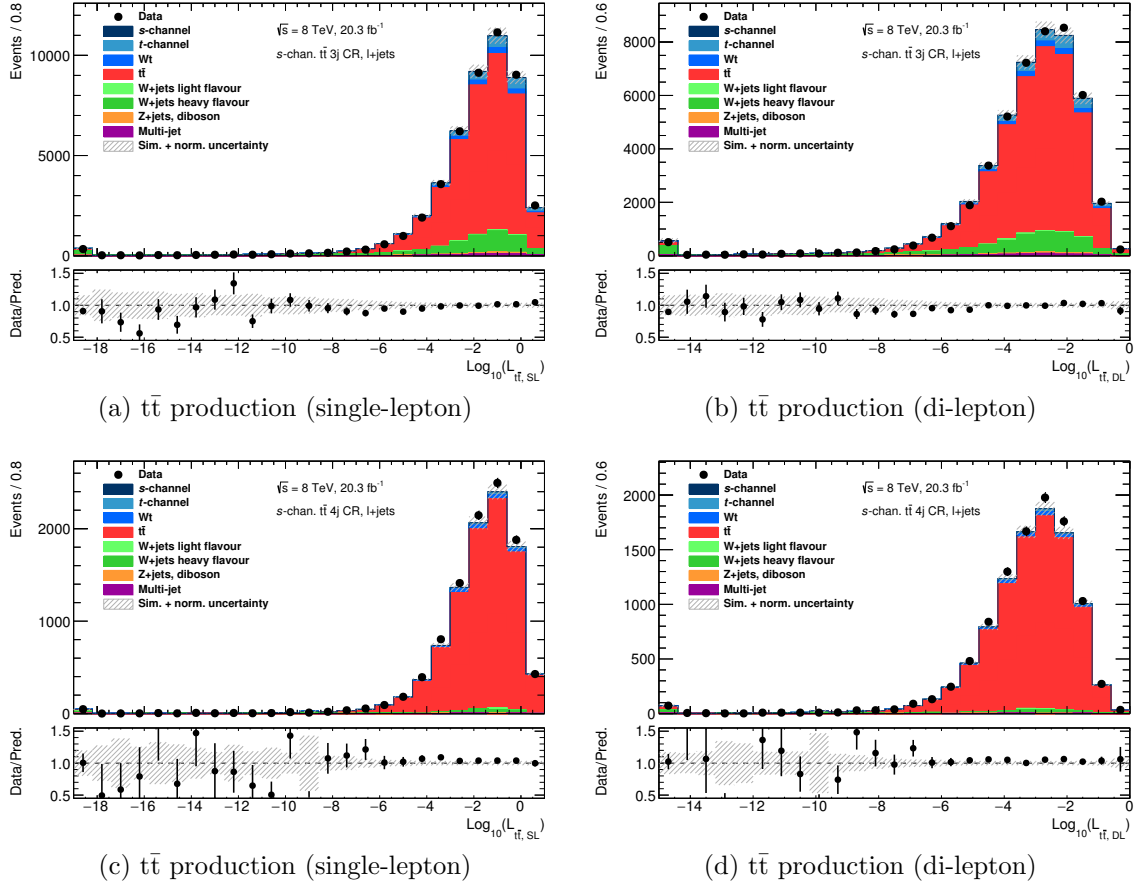 Events / 0.8
10000
5000
0
Data
s-channel
t-channel
Wt
tt̄
W+jets light flavour
W+jets heavy flavour
Z+jets, diboson
Multi-jet
Sim. + norm. uncertainty
√s = 8 TeV, 20.3 fb⁻¹
s-chan. tt̄ 3j CR, l+jets
Data/Pred.
1.5
1.0
0.5
−18 −16 −14 −12 −10 −8 −6 −4 −2 0
Log₁₀(L tt̄, SL)
(a) tt̄ production (single-lepton)
Events / 0.6
8000
6000
4000
2000
0
Data
s-channel
t-channel
Wt
tt̄
W+jets light flavour
W+jets heavy flavour
Z+jets, diboson
Multi-jet
Sim. + norm. uncertainty
√s = 8 TeV, 20.3 fb⁻¹
s-chan. tt̄ 3j CR, l+jets
Data/Pred.
1.5
1.0
0.5
−14 −12 −10 −8 −6 −4 −2
Log₁₀(L tt̄, DL)
(b) tt̄ production (di-lepton)
Events / 0.8
2000
1000
0
Data
s-channel
t-channel
Wt
tt̄
W+jets light flavour
W+jets heavy flavour
Z+jets, diboson
Multi-jet
Sim. + norm. uncertainty
√s = 8 TeV, 20.3 fb⁻¹
s-chan. tt̄ 4j CR, l+jets
Data/Pred.
1.5
1.0
0.5
−18 −16 −14 −12 −10 −8 −6 −4 −2 0
Log₁₀(L tt̄, SL)
(c) tt̄ production (single-lepton)
Events / 0.6
2000
1500
1000
500
0
Data
s-channel
t-channel
Wt
tt̄
W+jets light flavour
W+jets heavy flavour
Z+jets, diboson
Multi-jet
Sim. + norm. uncertainty
√s = 8 TeV, 20.3 fb⁻¹
s-chan. tt̄ 4j CR, l+jets
Data/Pred.
1.5
1.0
0.5
−14 −12 −10 −8 −6 −4 −2
Log₁₀(L tt̄, DL)
(d) tt̄ production (di-lepton)